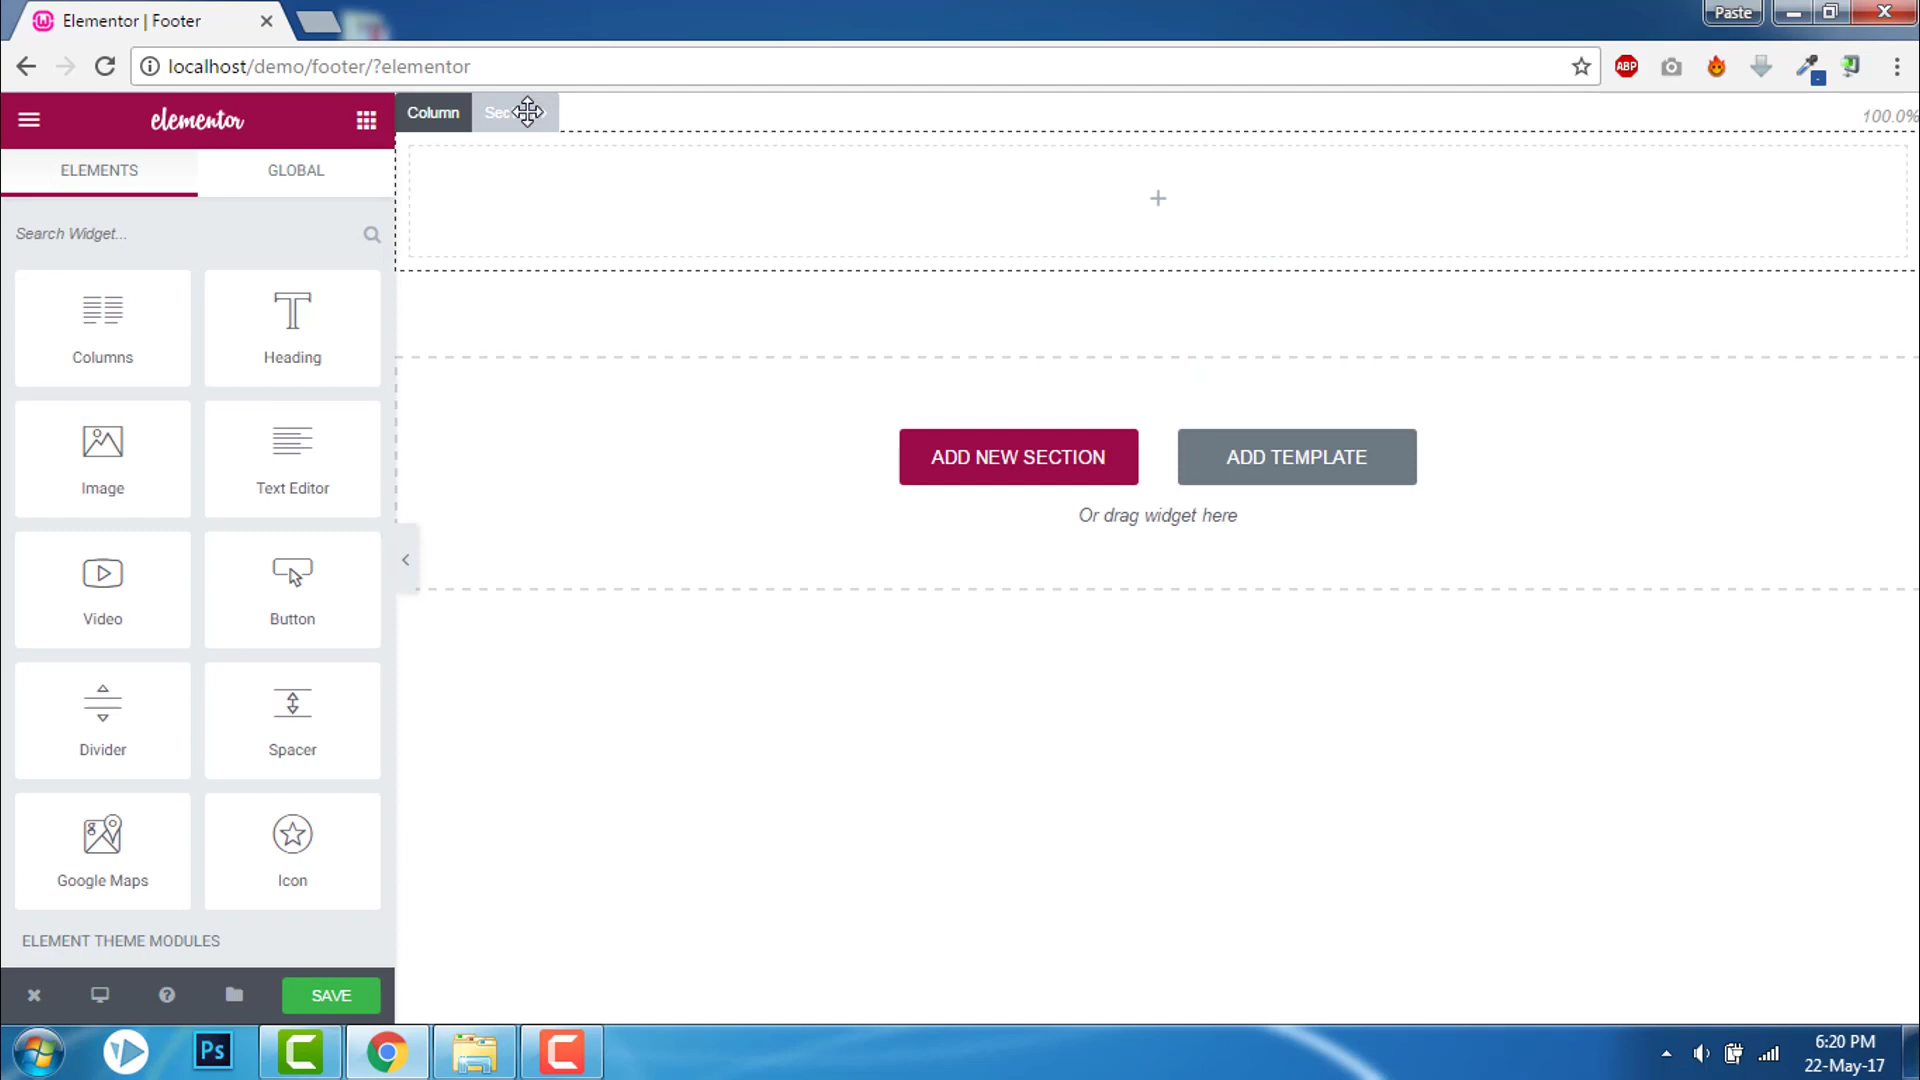 Elementor | Footer
Paste
localhost/demo/footer/?elementor
ABP
elementor
Column
100.0%
ELEMENTS
GLOBAL
Search Widget...
Columns
Heading
Image
Text Editor
ADD NEW SECTION
ADD TEMPLATE
Or drag widget here
Video
Button
Divider
Spacer
Google Maps
Icon
ELEMENT THEME MODULES
SAVE
Ps
6:20 PM
22-May-17